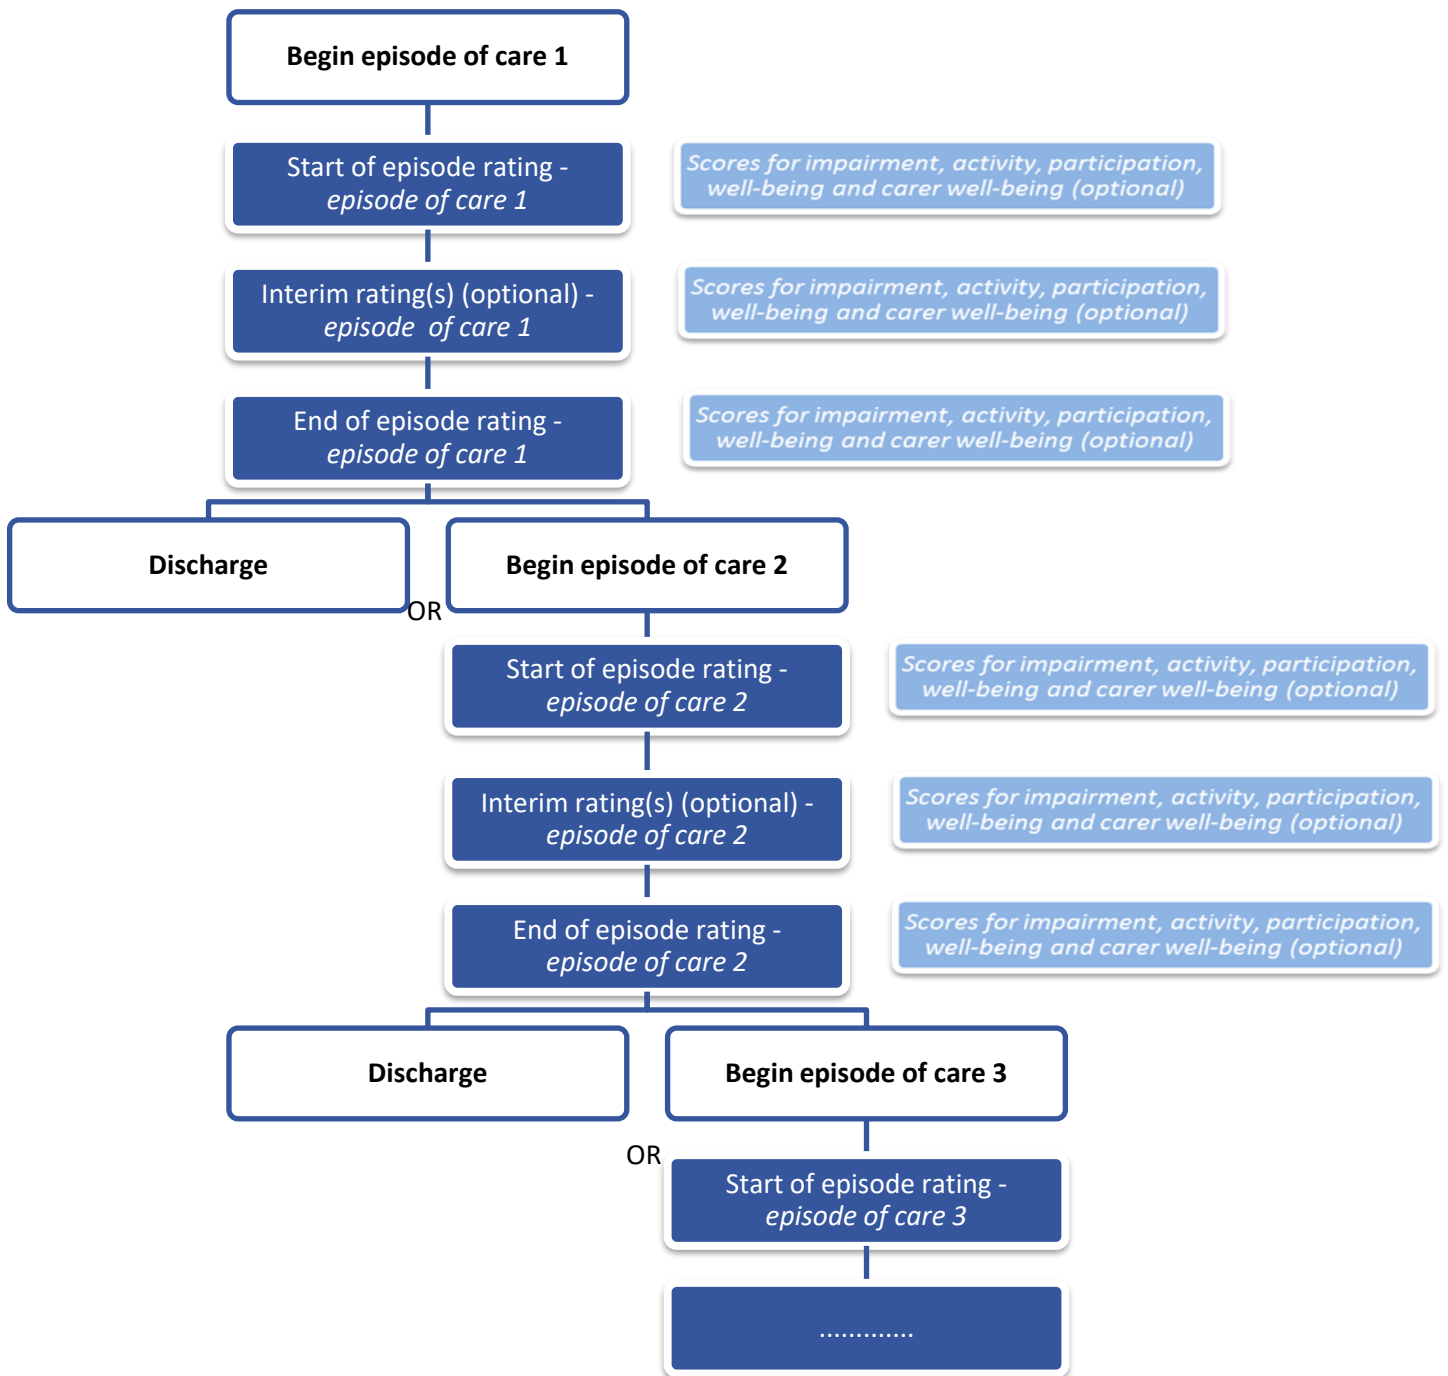 Begin episode of care 1
Start of episode rating -
episode of care 1
Scores for impairment, activity, participation,
well-being and carer well-being (optional)
Interim rating(s) (optional) -
episode  of care 1
Scores for impairment, activity, participation,
well-being and carer well-being (optional)
End of episode rating -
episode of care 1
Scores for impairment, activity, participation,
well-being and carer well-being (optional)
Discharge
OR
Begin episode of care 2
Start of episode rating -
episode of care 2
Scores for impairment, activity, participation,
well-being and carer well-being (optional)
Interim rating(s) (optional) -
episode of care 2
Scores for impairment, activity, participation,
well-being and carer well-being (optional)
End of episode rating -
episode of care 2
Scores for impairment, activity, participation,
well-being and carer well-being (optional)
Discharge
OR
Begin episode of care 3
Start of episode rating -
episode of care 3
.............